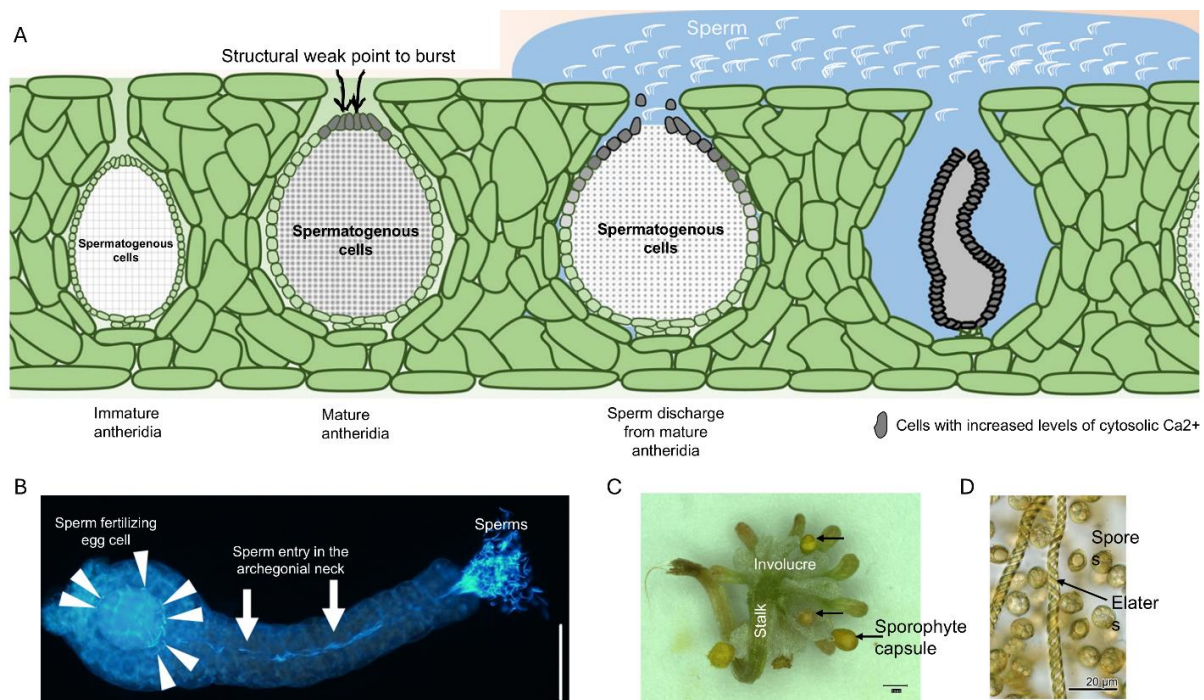 A
Sperm
Structural weak point to burst
Spermatogenous
cells
Spermatogenous
cells
Spermatogenous
cells
Immature
antheridia
Mature
antheridia
Sperm discharge
from mature
antheridia
Cells with increased levels of cytosolic Ca2+
B
Sperm fertilizing
egg cell
Sperm entry in the
archegonial neck
Sperms
C
Involucre
Stalk
Sporophyte
capsule
D
Spore
s
Elater
s
20 µm